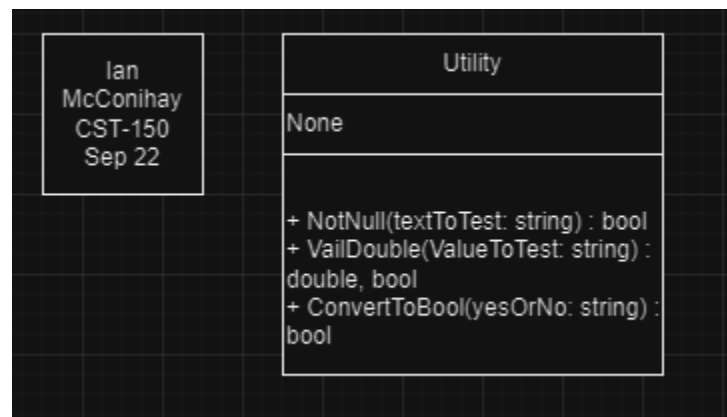 Ian
McConihay
CST-150
Sep 22
Utility
None
+ NotNull(textToTest: string) : bool
+ VailDouble(ValueToTest: string) :
double, bool
+ ConvertToBool(yesOrNo: string) :
bool